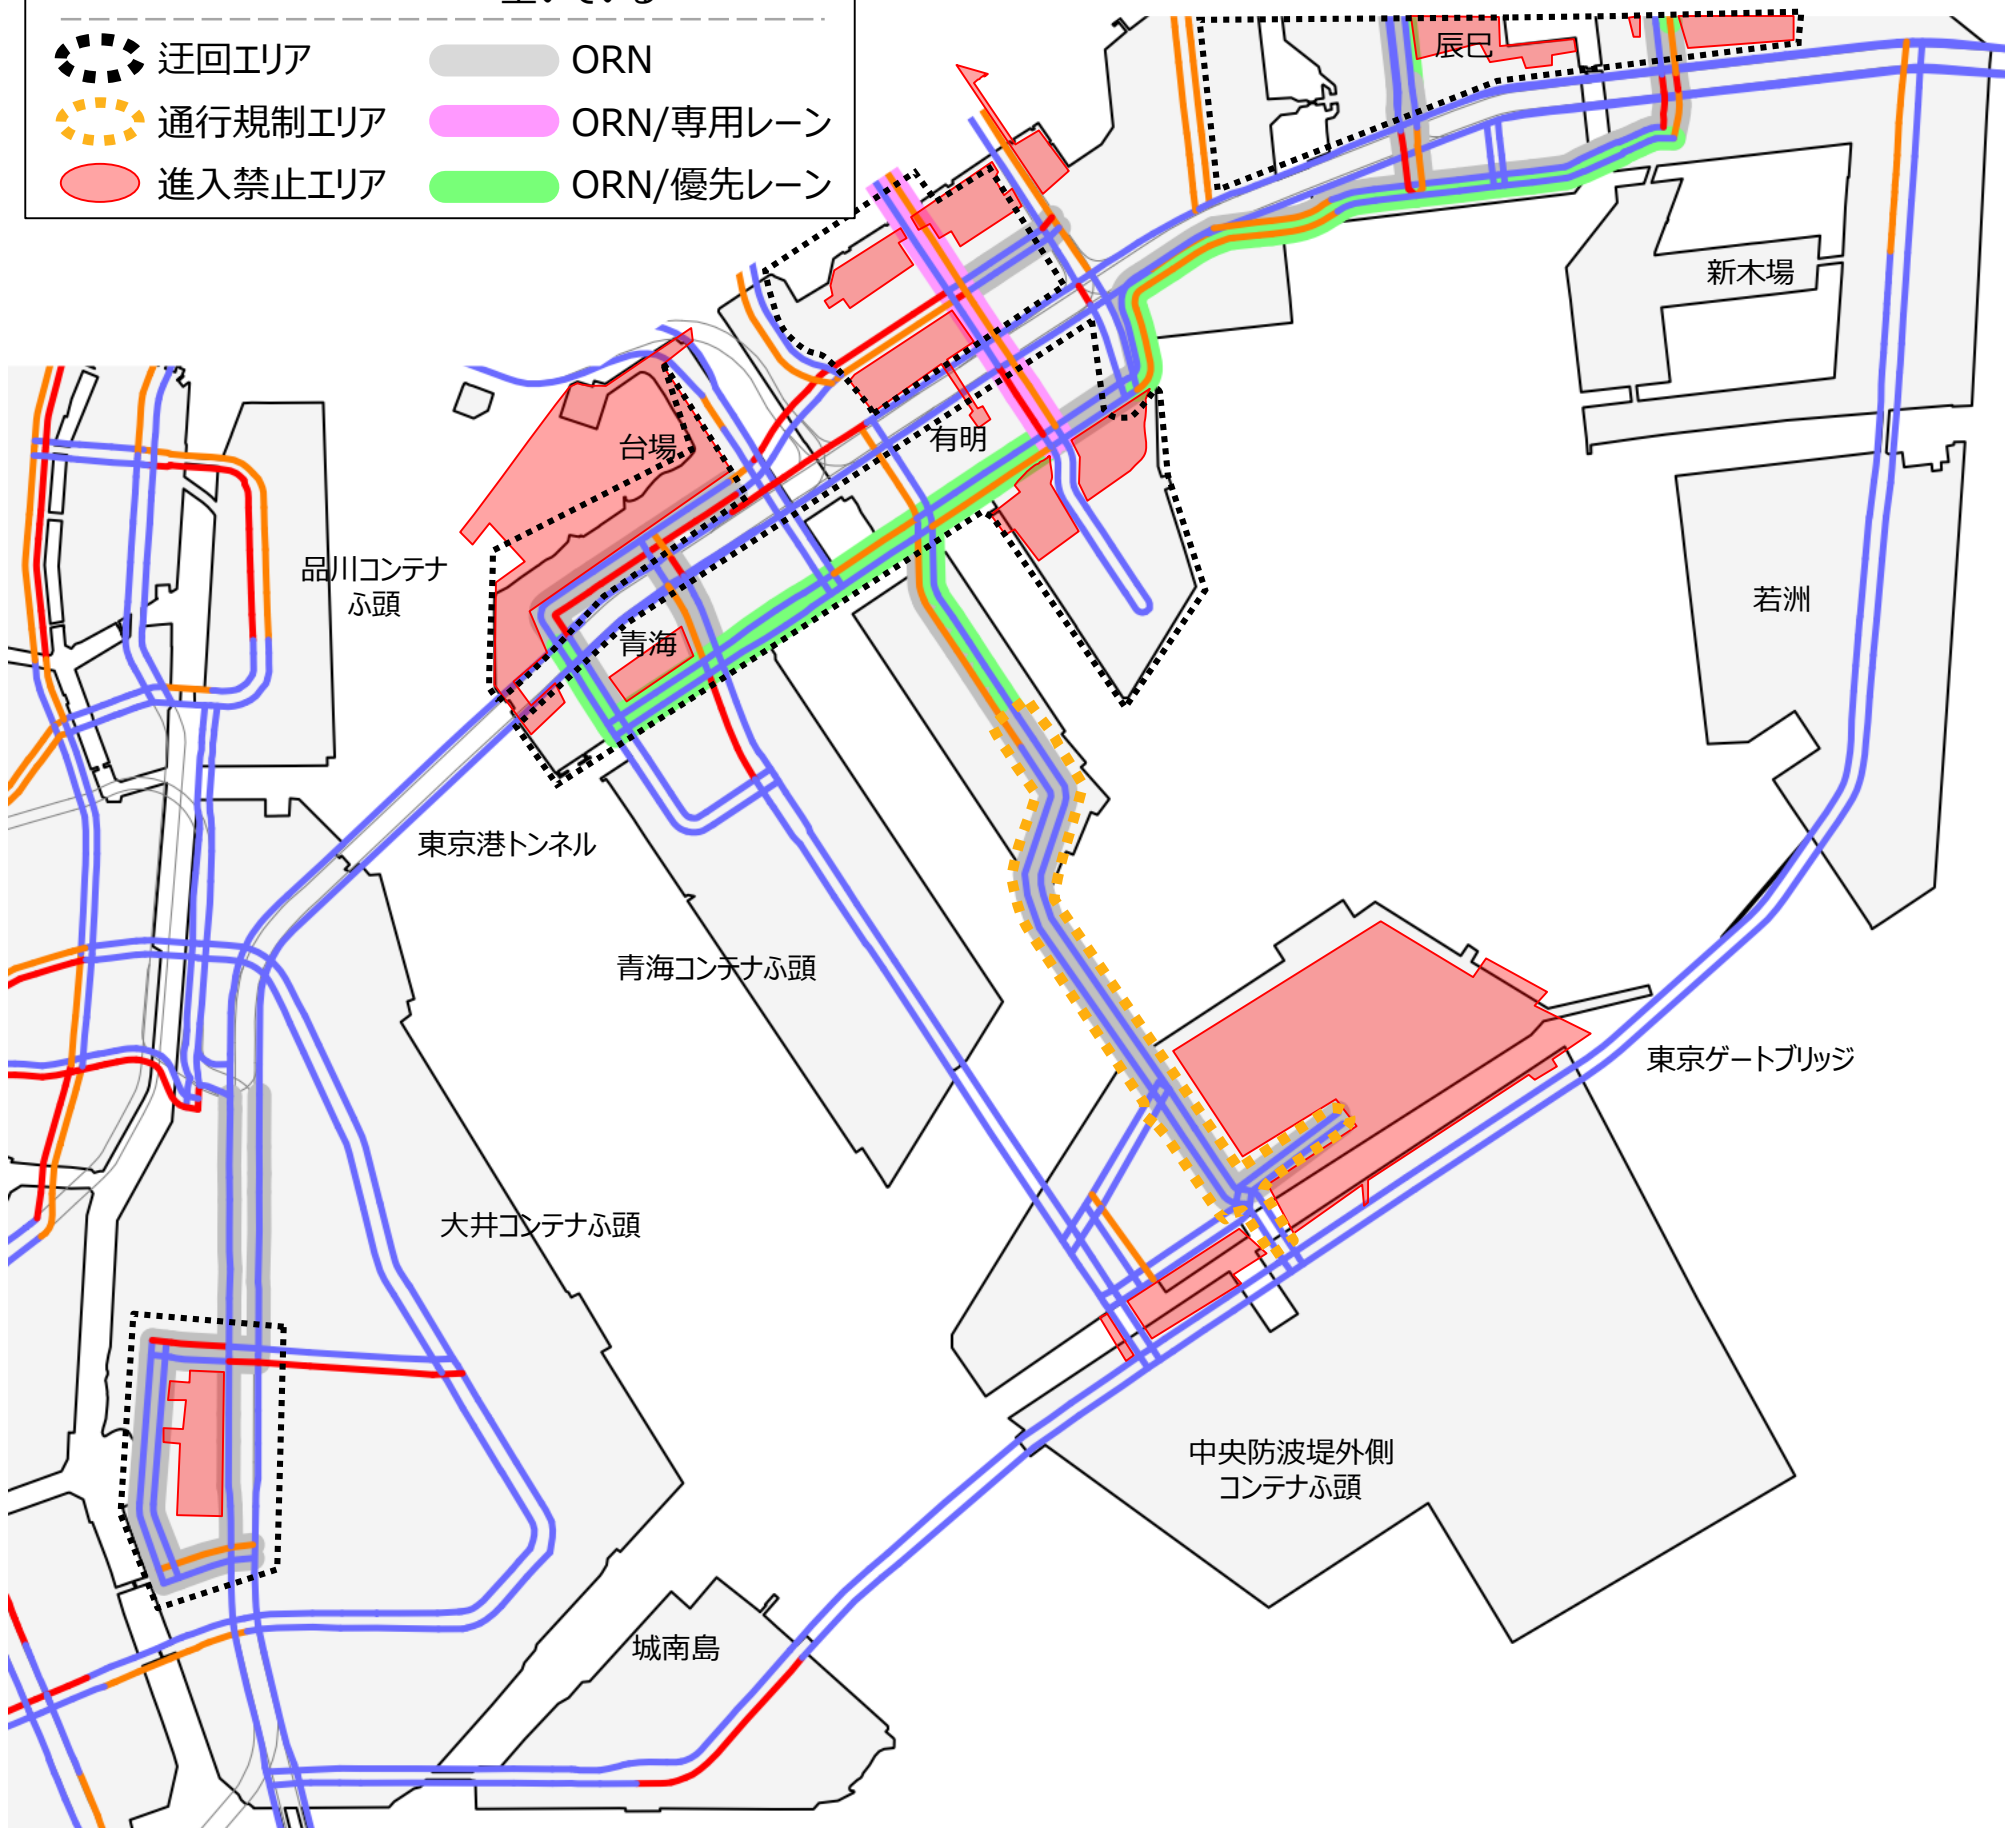 空いている
迂回エリア
ORN
通行規制エリア
ORN/専用レーン
進入禁止エリア
ORN/優先レーン
辰巳
新木場
有明
台場
品川コンテナ
ふ頭
若洲
青海
東京港トンネル
青海コンテナふ頭
東京ゲートブリッジ
大井コンテナふ頭
中央防波堤外側
コンテナふ頭
城南島